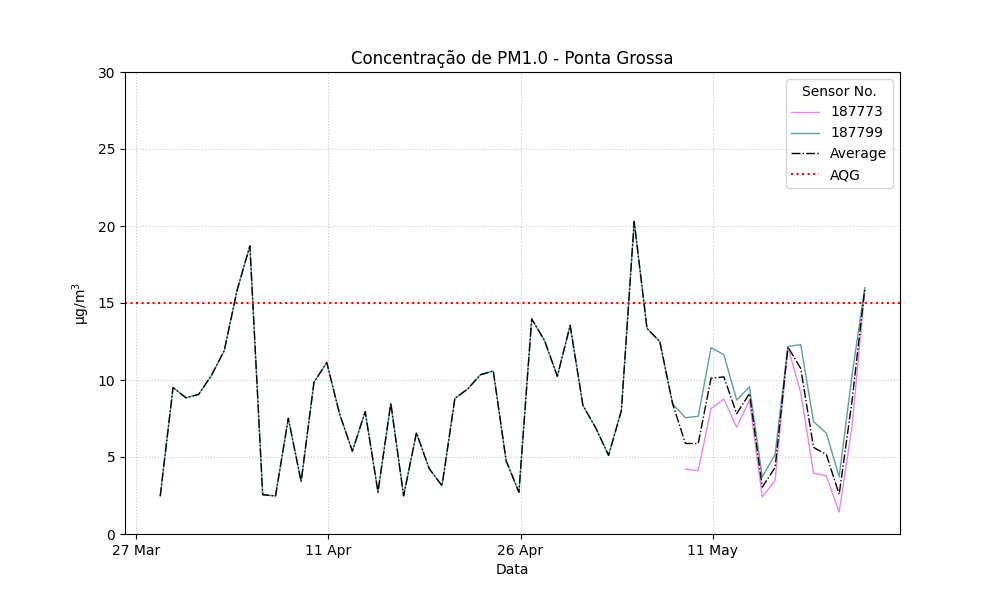 Concentração de PM1.0 - Ponta Grossa
30
25
20
15
10
5
0
µg/m³
27 Mar
11 Apr
26 Apr
11 May
Data
Sensor No.
187773
187799
Average
AQG